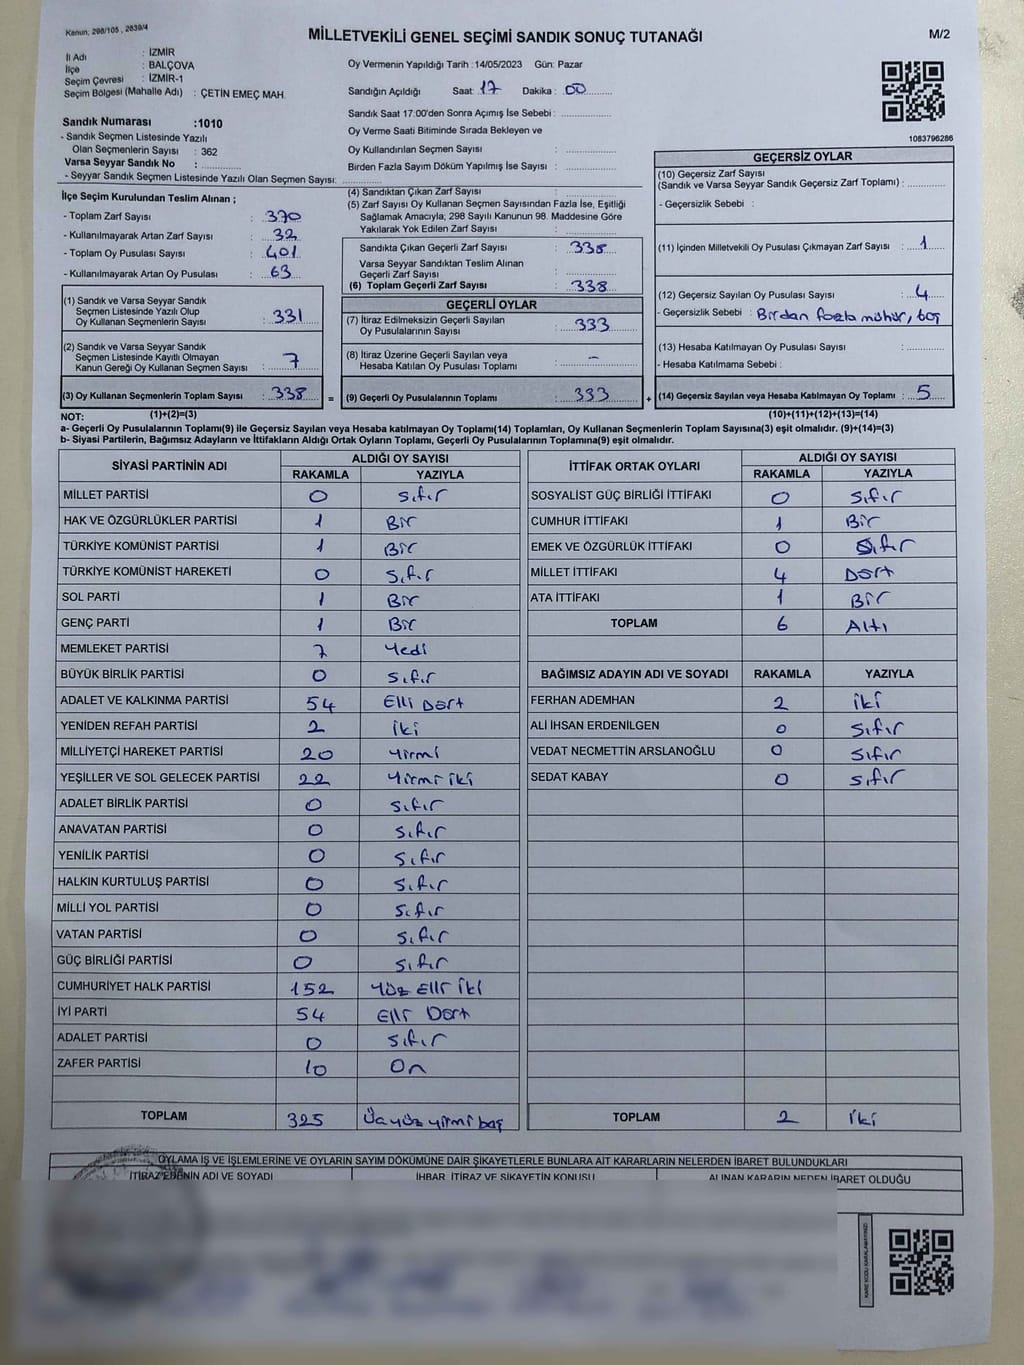 Kanun, 298/105 , 2839/4
MİLLETVEKİLİ GENEL SEÇİMİ SANDIK SONUÇ TUTANAĞI
M/2
İl Adı : İZMİR
İlçe : BALÇOVA
Seçim Çevresi : İZMİR-1
Seçim Bölgesi (Mahalle Adı) : ÇETİN EMEÇ MAH.
Oy Vermenin Yapıldığı Tarih :14/05/2023 Gün: Pazar
Sandığın Açıldığı Saat: 17 Dakika : 00
Sandık Saat 17:00'den Sonra Açımış İse Sebebi :
Oy Verme Saati Bitiminde Sırada Bekleyen ve
Oy Kullandırılan Seçmen Sayısı :
Birden Fazla Sayım Döküm Yapılmış İse Sayısı :
1083796286
Sandık Numarası :1010
- Sandık Seçmen Listesinde Yazılı
Olan Seçmenlerin Sayısı : 362
Varsa Seyyar Sandık No :
- Seyyar Sandık Seçmen Listesinde Yazılı Olan Seçmen Sayısı:
İlçe Seçim Kurulundan Teslim Alınan ;
- Toplam Zarf Sayısı : 370
- Kullanılmayarak Artan Zarf Sayısı : 32
- Toplam Oy Pusulası Sayısı : 401
- Kullanılmayarak Artan Oy Pusulası : 63
(1) Sandık ve Varsa Seyyar Sandık
Seçmen Listesinde Yazılı Olup
Oy Kullanan Seçmenlerin Sayısı : 331
(2) Sandık ve Varsa Seyyar Sandık
Seçmen Listesinde Kayıtlı Olmayan
Kanun Gereği Oy Kullanan Seçmen Sayısı : 7
(3) Oy Kullanan Seçmenlerin Toplam Sayısı : 338 =
(4) Sandıktan Çıkan Zarf Sayısı :
(5) Zarf Sayısı Oy Kullanan Seçmen Sayısından Fazla İse, Eşitliği
Sağlamak Amacıyla; 298 Sayılı Kanunun 98. Maddesine Göre
Yakılarak Yok Edilen Zarf Sayısı :
Sandıkta Çıkan Geçerli Zarf Sayısı : 338
Varsa Seyyar Sandıktan Teslim Alınan
Geçerli Zarf Sayısı :
(6) Toplam Geçerli Zarf Sayısı : 338
GEÇERLİ OYLAR
(7) İtiraz Edilmeksizin Geçerli Sayılan
Oy Pusulalarının Sayısı : 333
(8) İtiraz Üzerine Geçerli Sayılan veya
Hesaba Katılan Oy Pusulası Toplamı : –
(9) Geçerli Oy Pusulalarının Toplamı : 333 +
GEÇERSİZ OYLAR
(10) Geçersiz Zarf Sayısı
(Sandık ve Varsa Seyyar Sandık Geçersiz Zarf Toplamı) :
- Geçersizlik Sebebi :
(11) İçinden Milletvekili Oy Pusulası Çıkmayan Zarf Sayısı : 1
(12) Geçersiz Sayılan Oy Pusulası Sayısı : 4
- Geçersizlik Sebebi : Birdan fazla mühür, boş
(13) Hesaba Katılmayan Oy Pusulası Sayısı :
- Hesaba Katılmama Sebebi :
(14) Geçersiz Sayılan veya Hesaba Katılmayan Oy Toplamı : 5
NOT: (1)+(2)=(3) (10)+(11)+(12)+(13)=(14)
a- Geçerli Oy Pusulalarının Toplamı(9) ile Geçersiz Sayılan veya Hesaba katılmayan Oy Toplamı(14) Toplamları, Oy Kullanan Seçmenlerin Toplam Sayısına(3) eşit olmalıdır. (9)+(14)=(3)
b- Siyasi Partilerin, Bağımsız Adayların ve İttifakların Aldığı Ortak Oyların Toplamı, Geçerli Oy Pusulalarının Toplamına(9) eşit olmalıdır.
SİYASİ PARTİNİN ADI ALDIĞI OY SAYISI
RAKAMLA YAZIYLA
MİLLET PARTİSİ 0 Sıfır
HAK VE ÖZGÜRLÜKLER PARTİSİ 1 Bir
TÜRKİYE KOMÜNİST PARTİSİ 1 Bir
TÜRKİYE KOMÜNİST HAREKETİ 0 Sıfır
SOL PARTİ 1 Bir
GENÇ PARTİ 1 Bir
MEMLEKET PARTİSİ 7 Yedi
BÜYÜK BİRLİK PARTİSİ 0 Sıfır
ADALET VE KALKINMA PARTİSİ 54 Elli Dört
YENİDEN REFAH PARTİSİ 2 İki
MİLLİYETÇİ HAREKET PARTİSİ 20 Yirmi
YEŞİLLER VE SOL GELECEK PARTİSİ 22 Yirmi iki
ADALET BİRLİK PARTİSİ 0 Sıfır
ANAVATAN PARTİSİ 0 Sıfır
YENİLİK PARTİSİ 0 Sıfır
HALKIN KURTULUŞ PARTİSİ 0 Sıfır
MİLLİ YOL PARTİSİ 0 Sıfır
VATAN PARTİSİ 0 Sıfır
GÜÇ BİRLİĞİ PARTİSİ 0 Sıfır
CUMHURİYET HALK PARTİSİ 152 Yüz Elli İki
İYİ PARTİ 54 Elli Dört
ADALET PARTİSİ 0 Sıfır
ZAFER PARTİSİ 10 On
TOPLAM 325 Üçyüz yirmi beş
İTTİFAK ORTAK OYLARI ALDIĞI OY SAYISI
RAKAMLA YAZIYLA
SOSYALİST GÜÇ BİRLİĞİ İTTİFAKI 0 Sıfır
CUMHUR İTTİFAKI 1 Bir
EMEK VE ÖZGÜRLÜK İTTİFAKI 0 Sıfır
MİLLET İTTİFAKI 4 Dört
ATA İTTİFAKI 1 Bir
TOPLAM 6 Altı
BAĞIMSIZ ADAYIN ADI VE SOYADI RAKAMLA YAZIYLA
FERHAN ADEMHAN 2 İki
ALİ İHSAN ERDENİLGEN 0 Sıfır
VEDAT NECMETTİN ARSLANOĞLU 0 Sıfır
SEDAT KABAY 0 Sıfır
TOPLAM 2 İki
OYLAMA İŞ VE İŞLEMLERİNE VE OYLARIN SAYIM DÖKÜMÜNE DAİR ŞİKAYETLERLE BUNLARA AİT KARARLARIN NELERDEN İBARET BULUNDUKLARI
İTİRAZ EDENİN ADI VE SOYADI İHBAR, İTİRAZ VE ŞİKAYETİN KONUSU ALINAN KARARIN NEDEN İBARET OLDUĞU
KARE KODU KARALAMAYINIZ!